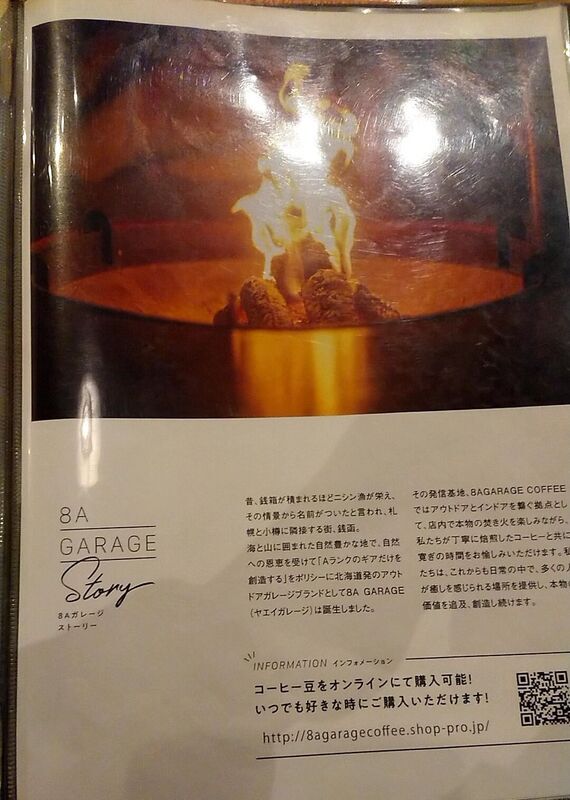 8A
GARAGE
Story
8Aガレージ
ストーリー
昔、銭箱が積まれるほどニシン漁が栄え、
その情景から名前がついたと言われ、札
幌と小樽に隣接する街、銭函。
海と山に囲まれた自然豊かな地で、自然
への恩恵を受けて「Aランクのギアだけを
創造する」をポリシーに北海道発のアウト
ドアガレージブランドとして8A GARAGE
(ヤエイガレージ)は誕生しました。
その発信基地、8AGARAGE COFFEE
ではアウトドアとインドアを繋ぐ拠点とし
て、店内で本物の焚き火を楽しみながら、
私たちが丁寧に焙煎したコーヒーと共に
寛ぎの時間をお愉しみいただけます。私
たちは、これからも日常の中で、多くの人
が癒しを感じられる場所を提供し、本物の
価値を追及、創造し続けます。
INFORMATION インフォメーション
コーヒー豆をオンラインにて購入可能!
いつでも好きな時にご購入いただけます!
http://8agaragecoffee.shop-pro.jp/